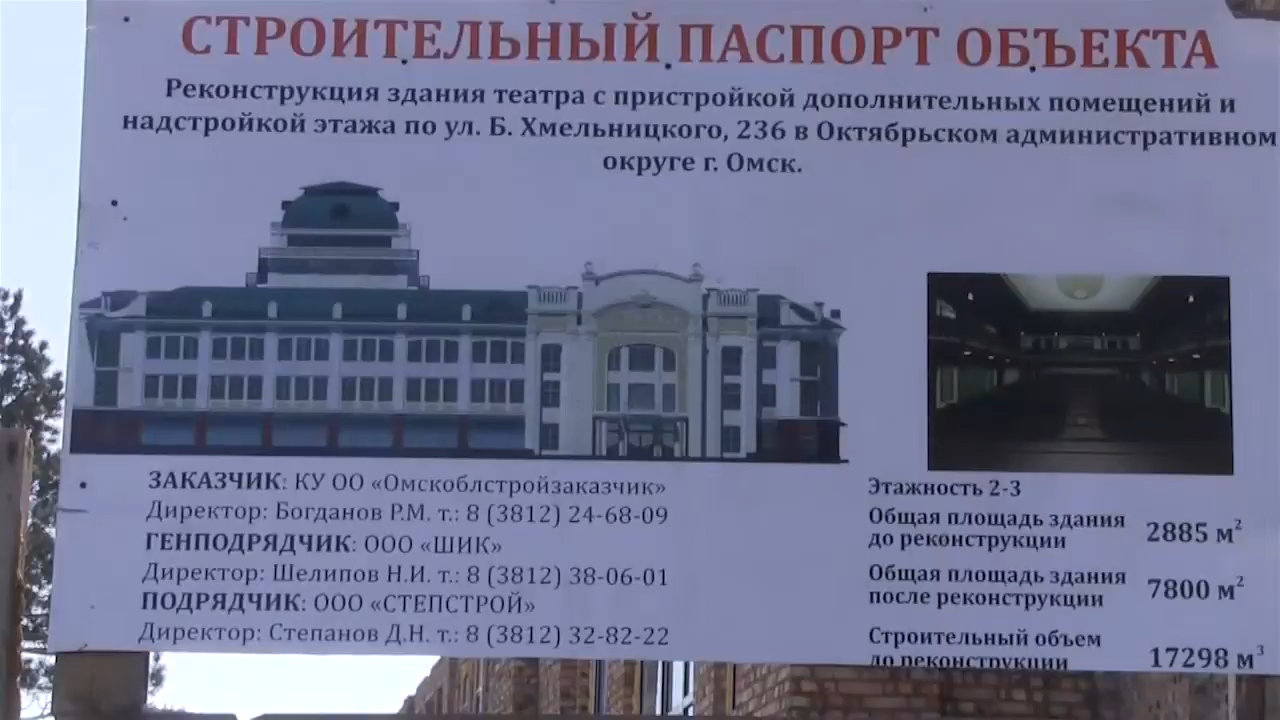 СТРОИТЕЛЬНЫЙ ПАСПОРТ ОБЪЕКТА
Реконструкция здания театра с пристройкой дополнительных помещений и
надстройкой этажа по ул. Б. Хмельницкого, 236 в Октябрьском административном
округе г. Омск.
ЗАКАЗЧИК: КУ ОО «Омскоблстройзаказчик»
Директор: Богданов Р.М. т.: 8 (3812) 24-68-09
ГЕНПОДРЯДЧИК: ООО «ШИК»
Директор: Шелипов Н.И. т.: 8 (3812) 38-06-01
ПОДРЯДЧИК: ООО «СТЕПСТРОЙ»
Директор: Степанов Д.Н. т.: 8 (3812) 32-82-22
Этажность 2-3
Общая площадь здания
до реконструкции 2885 м²
Общая площадь здания
после реконструкции 7800 м²
Строительный объем
до реконструкции 17298 м³